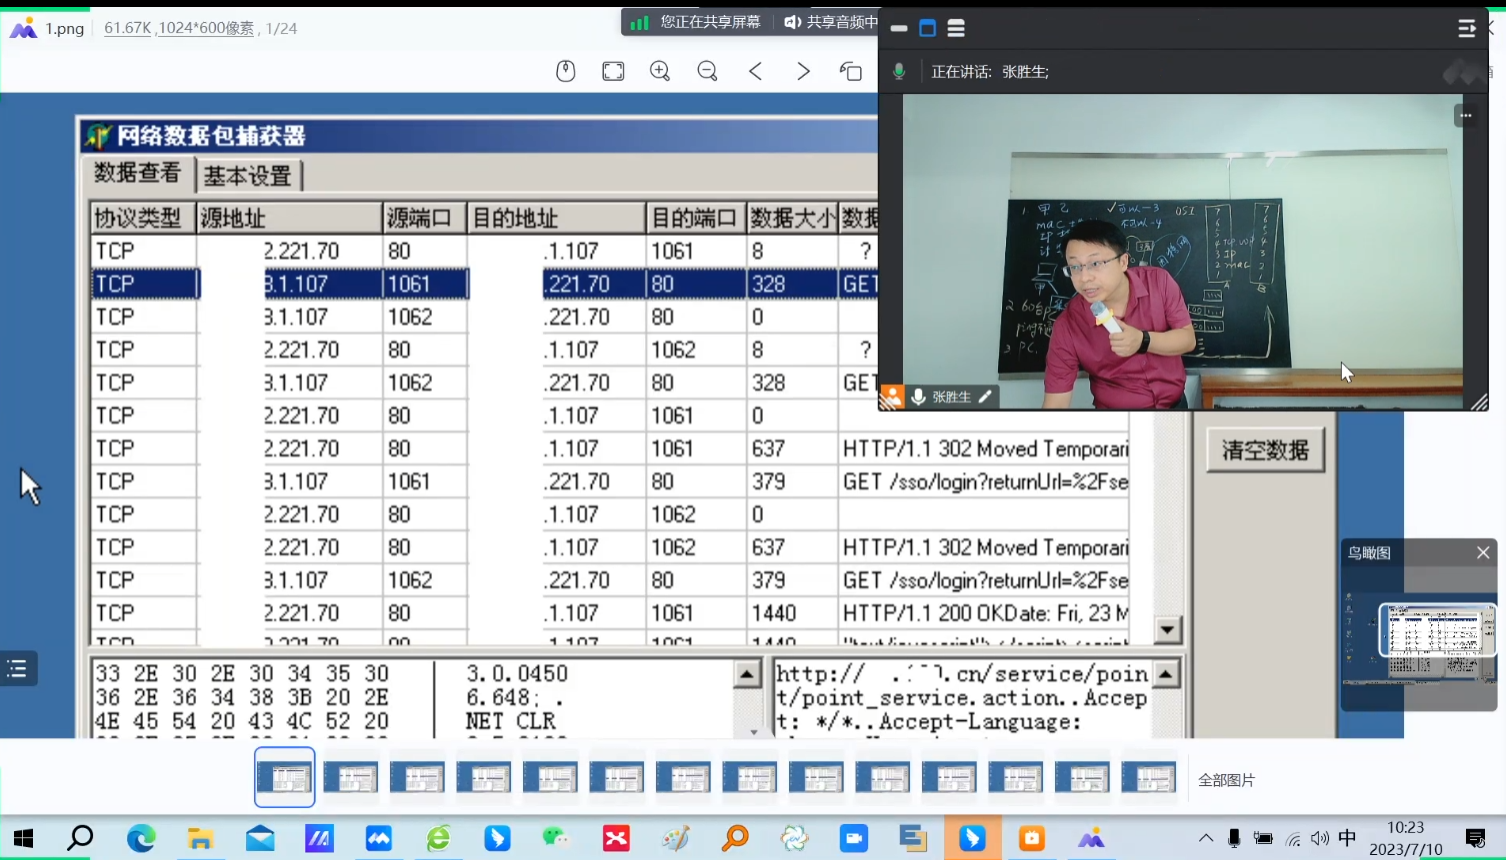 1.png 61.67K ,1024*600像素 , 1/24
您正在共享屏幕 共享音频中
正在讲话: 张胜生;
网络数据包捕获器
数据查看 基本设置
协议类型 源地址 源端口 目的地址 目的端口 数据大小 数据
TCP 2.221.70 80 .1.107 1061 8 ?
TCP 3.1.107 1061 .221.70 80 328 GET
TCP 3.1.107 1062 .221.70 80 0
TCP 2.221.70 80 .1.107 1062 8 ?
TCP 3.1.107 1062 .221.70 80 328 GET
TCP 2.221.70 80 .1.107 1061 0
TCP 2.221.70 80 .1.107 1061 637 HTTP/1.1 302 Moved Temporari
TCP 3.1.107 1061 .221.70 80 379 GET /sso/login?returnUrl=%2Fse
TCP 2.221.70 80 .1.107 1062 0
TCP 2.221.70 80 .1.107 1062 637 HTTP/1.1 302 Moved Temporari
TCP 3.1.107 1062 .221.70 80 379 GET /sso/login?returnUrl=%2Fse
TCP 2.221.70 80 .1.107 1061 1440 HTTP/1.1 200 OKDate: Fri, 23 M
33 2E 30 2E 30 34 35 30 3.0.0450
36 2E 36 34 38 3B 20 2E 6.648; .
4E 45 54 20 43 4C 52 20 NET CLR
http:// .cn/service/poin
t/point_service.action..Accep
t: */*..Accept-Language:
清空数据
张胜生
1 甲 乙
OSI
mac
2 mac
3 IP
鸟瞰图
全部图片
中
10:23
2023/7/10